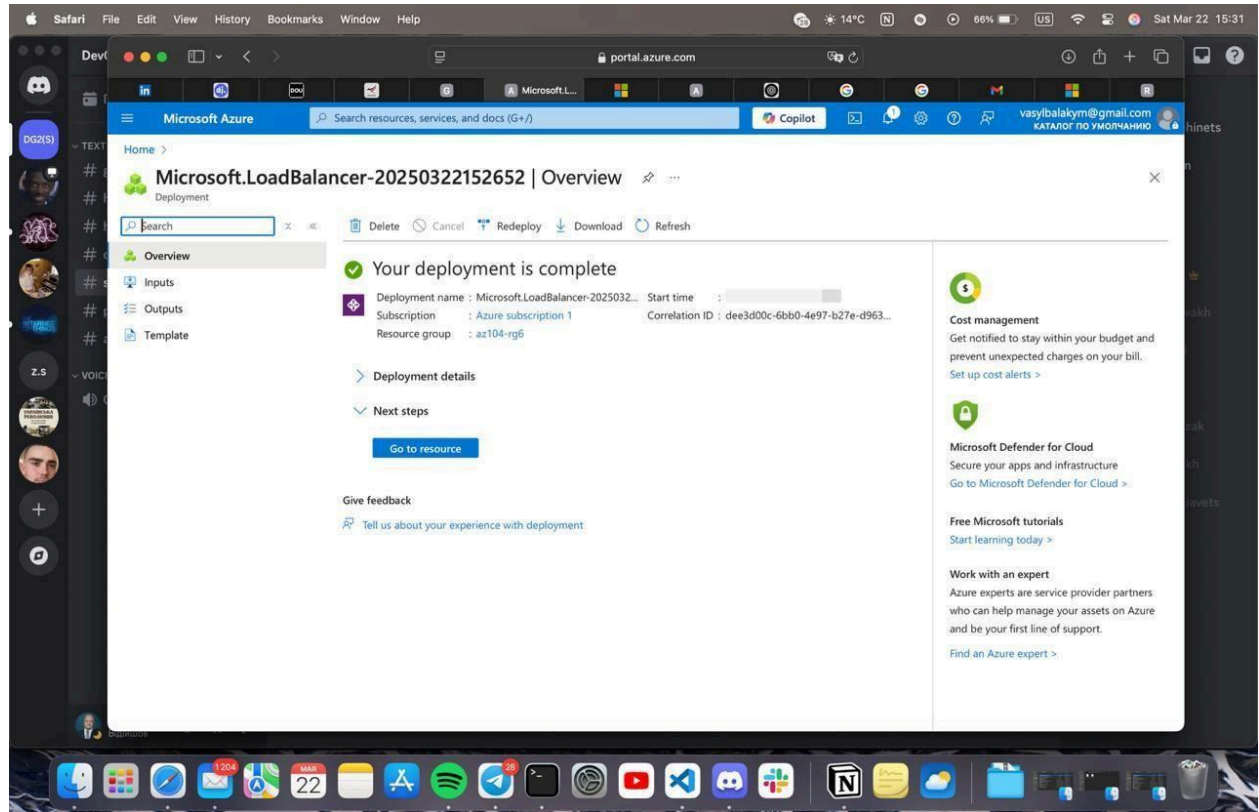 Safari File Edit View History Bookmarks Window Help
14°C N 66% US Sat Mar 22 15:31
portal.azure.com
in dj. DOU G A Microsoft.L... A G G M R
Microsoft Azure
Search resources, services, and docs (G+/)
Copilot
1
vasylbalakym@gmail.com
КАТАЛОГ ПО УМОЛЧАНИЮ
Home >
Microsoft.LoadBalancer-20250322152652 | Overview
Deployment
Search
Delete Cancel Redeploy Download Refresh
Overview
Inputs
Outputs
Template
Your deployment is complete
Deployment name : Microsoft.LoadBalancer-2025032... Start time :
Subscription : Azure subscription 1 Correlation ID : dee3d00c-6bb0-4e97-b27e-d963...
Resource group : az104-rg6
Deployment details
Next steps
Go to resource
Give feedback
Tell us about your experience with deployment
Cost management
Get notified to stay within your budget and
prevent unexpected charges on your bill.
Set up cost alerts >
Microsoft Defender for Cloud
Secure your apps and infrastructure
Go to Microsoft Defender for Cloud >
Free Microsoft tutorials
Start learning today >
Work with an expert
Azure experts are service provider partners
who can help manage your assets on Azure
and be your first line of support.
Find an Azure expert >
DG2(S)
Z.S
hinets
avets
1 204
MAR
22
28